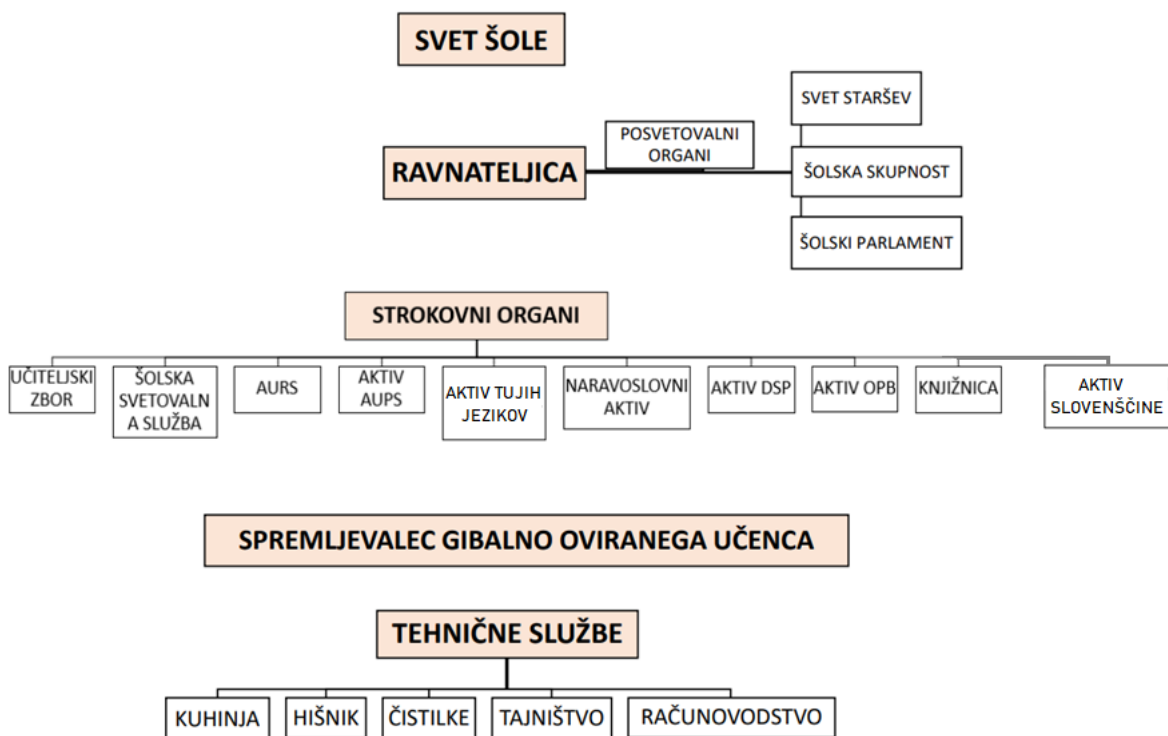 SVET ŠOLE
SVET STARŠEV
POSVETOVALNI
ORGANI
RAVNATELJICA
ŠOLSKA SKUPNOST
ŠOLSKI PARLAMENT
STROKOVNI ORGANI
UČITELJSKI
ZBOR
ŠOLSKA
SVETOVALN
A SLUŽBA
AURS
AKTIV
AUPS
AKTIV TUJIH
JEZIKOV
NARAVOSLOVNI
AKTIV
AKTIV DSP
AKTIV OPB
KNJIŽNICA
AKTIV
SLOVENŠČINE
SPREMLJEVALEC GIBALNO OVIRANEGA UČENCA
TEHNIČNE SLUŽBE
KUHINJA
HIŠNIK
ČISTILKE
TAJNIŠTVO
RAČUNOVODSTVO